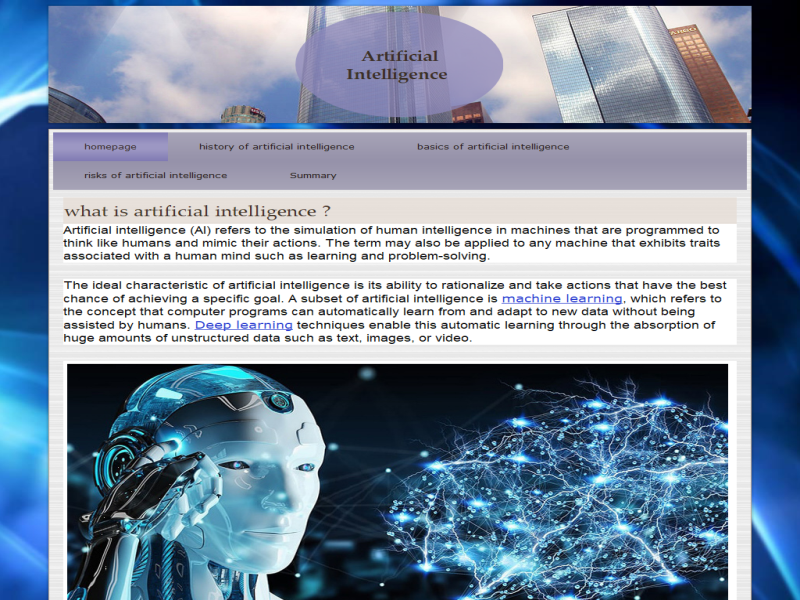 Artificial
Intelligence
homepage
history of artificial intelligence
basics of artificial intelligence
risks of artificial intelligence
Summary
what is artificial intelligence ?
Artificial intelligence (AI) refers to the simulation of human intelligence in machines that are programmed to
think like humans and mimic their actions. The term may also be applied to any machine that exhibits traits
associated with a human mind such as learning and problem-solving.
The ideal characteristic of artificial intelligence is its ability to rationalize and take actions that have the best
chance of achieving a specific goal. A subset of artificial intelligence is machine learning, which refers to
the concept that computer programs can automatically learn from and adapt to new data without being
assisted by humans. Deep learning techniques enable this automatic learning through the absorption of
huge amounts of unstructured data such as text, images, or video.